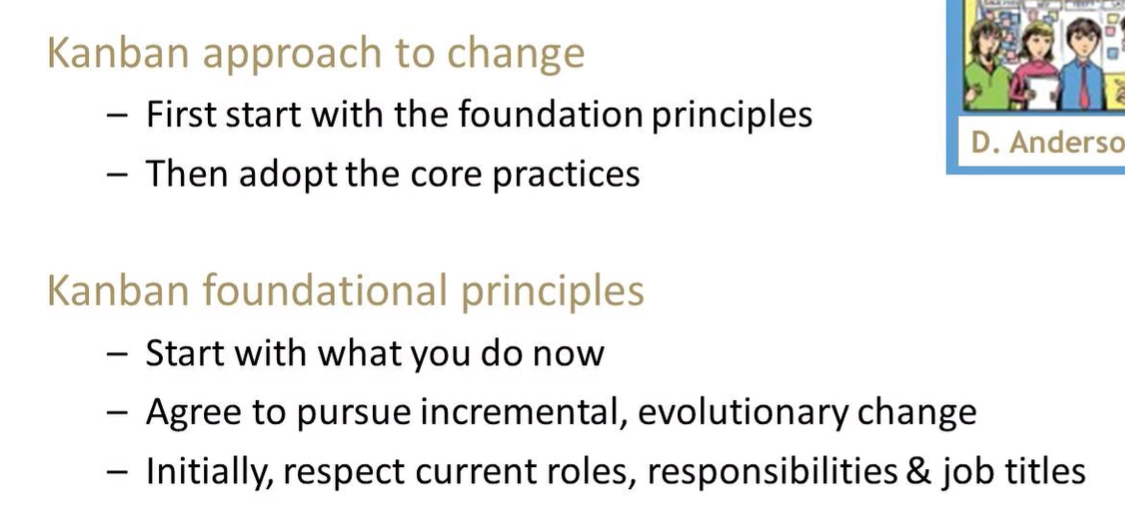 Kanban approach to change
– First start with the foundation principles
– Then adopt the core practices
D. Anderso
Kanban foundational principles
– Start with what you do now
– Agree to pursue incremental, evolutionary change
– Initially, respect current roles, responsibilities & job titles